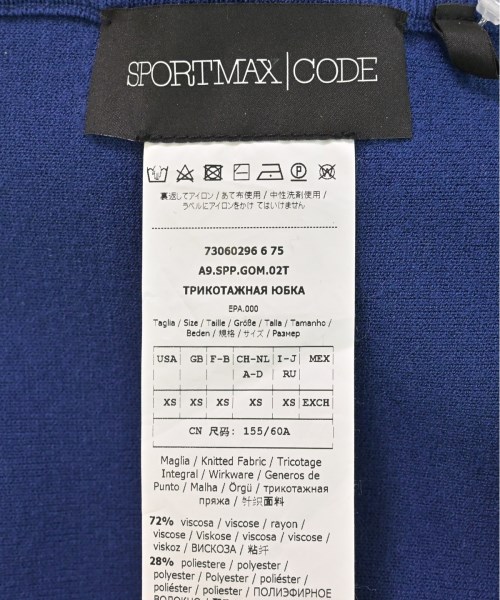 SPORTMAX|CODE
裏返してアイロン / あて布使用 / 中性洗剤使用 /
ラベルにアイロンをかけ てはいけません /
73060296 6 75
A9.SPP.GOM.02T
ТРИКОТАЖНАЯ ЮБКА
EPA.000
Taglia / Size / Taille / Größe / Talla / Tamanho /
Beden / 规格 / サイズ / Размер
USA GB F-B CH-NL I-J MEX
A-D RU
XS XS XS XS XS EXCH
CN 尺码: 155/60A
Maglia / Knitted Fabric / Tricotage
Integral / Wirkware / Generos de
Punto / Malha / Örgü / трикотажная
пряжа / 针织面料
72% viscosa / viscose / rayon /
viscose / Viskose / viscosa / viscose /
viskoz / ВИСКОЗА / 粘纤
28% poliestere / polyester /
polyester / Polyester / poliéster /
poliéster / poliester / ПОЛИЭФИРНОЕ